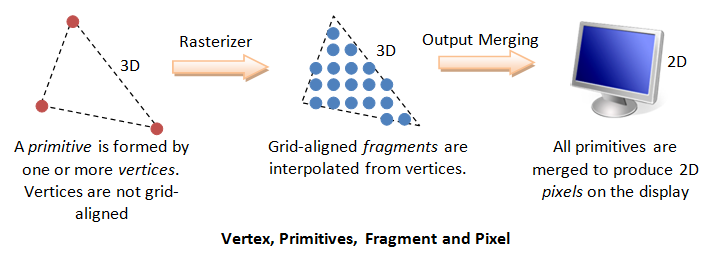 3D
Rasterizer
3D
Output Merging
2D
A primitive is formed by
one or more vertices.
Vertices are not grid-
aligned
Grid-aligned fragments are
interpolated from vertices.
All primitives are
merged to produce 2D
pixels on the display
Vertex, Primitives, Fragment and Pixel